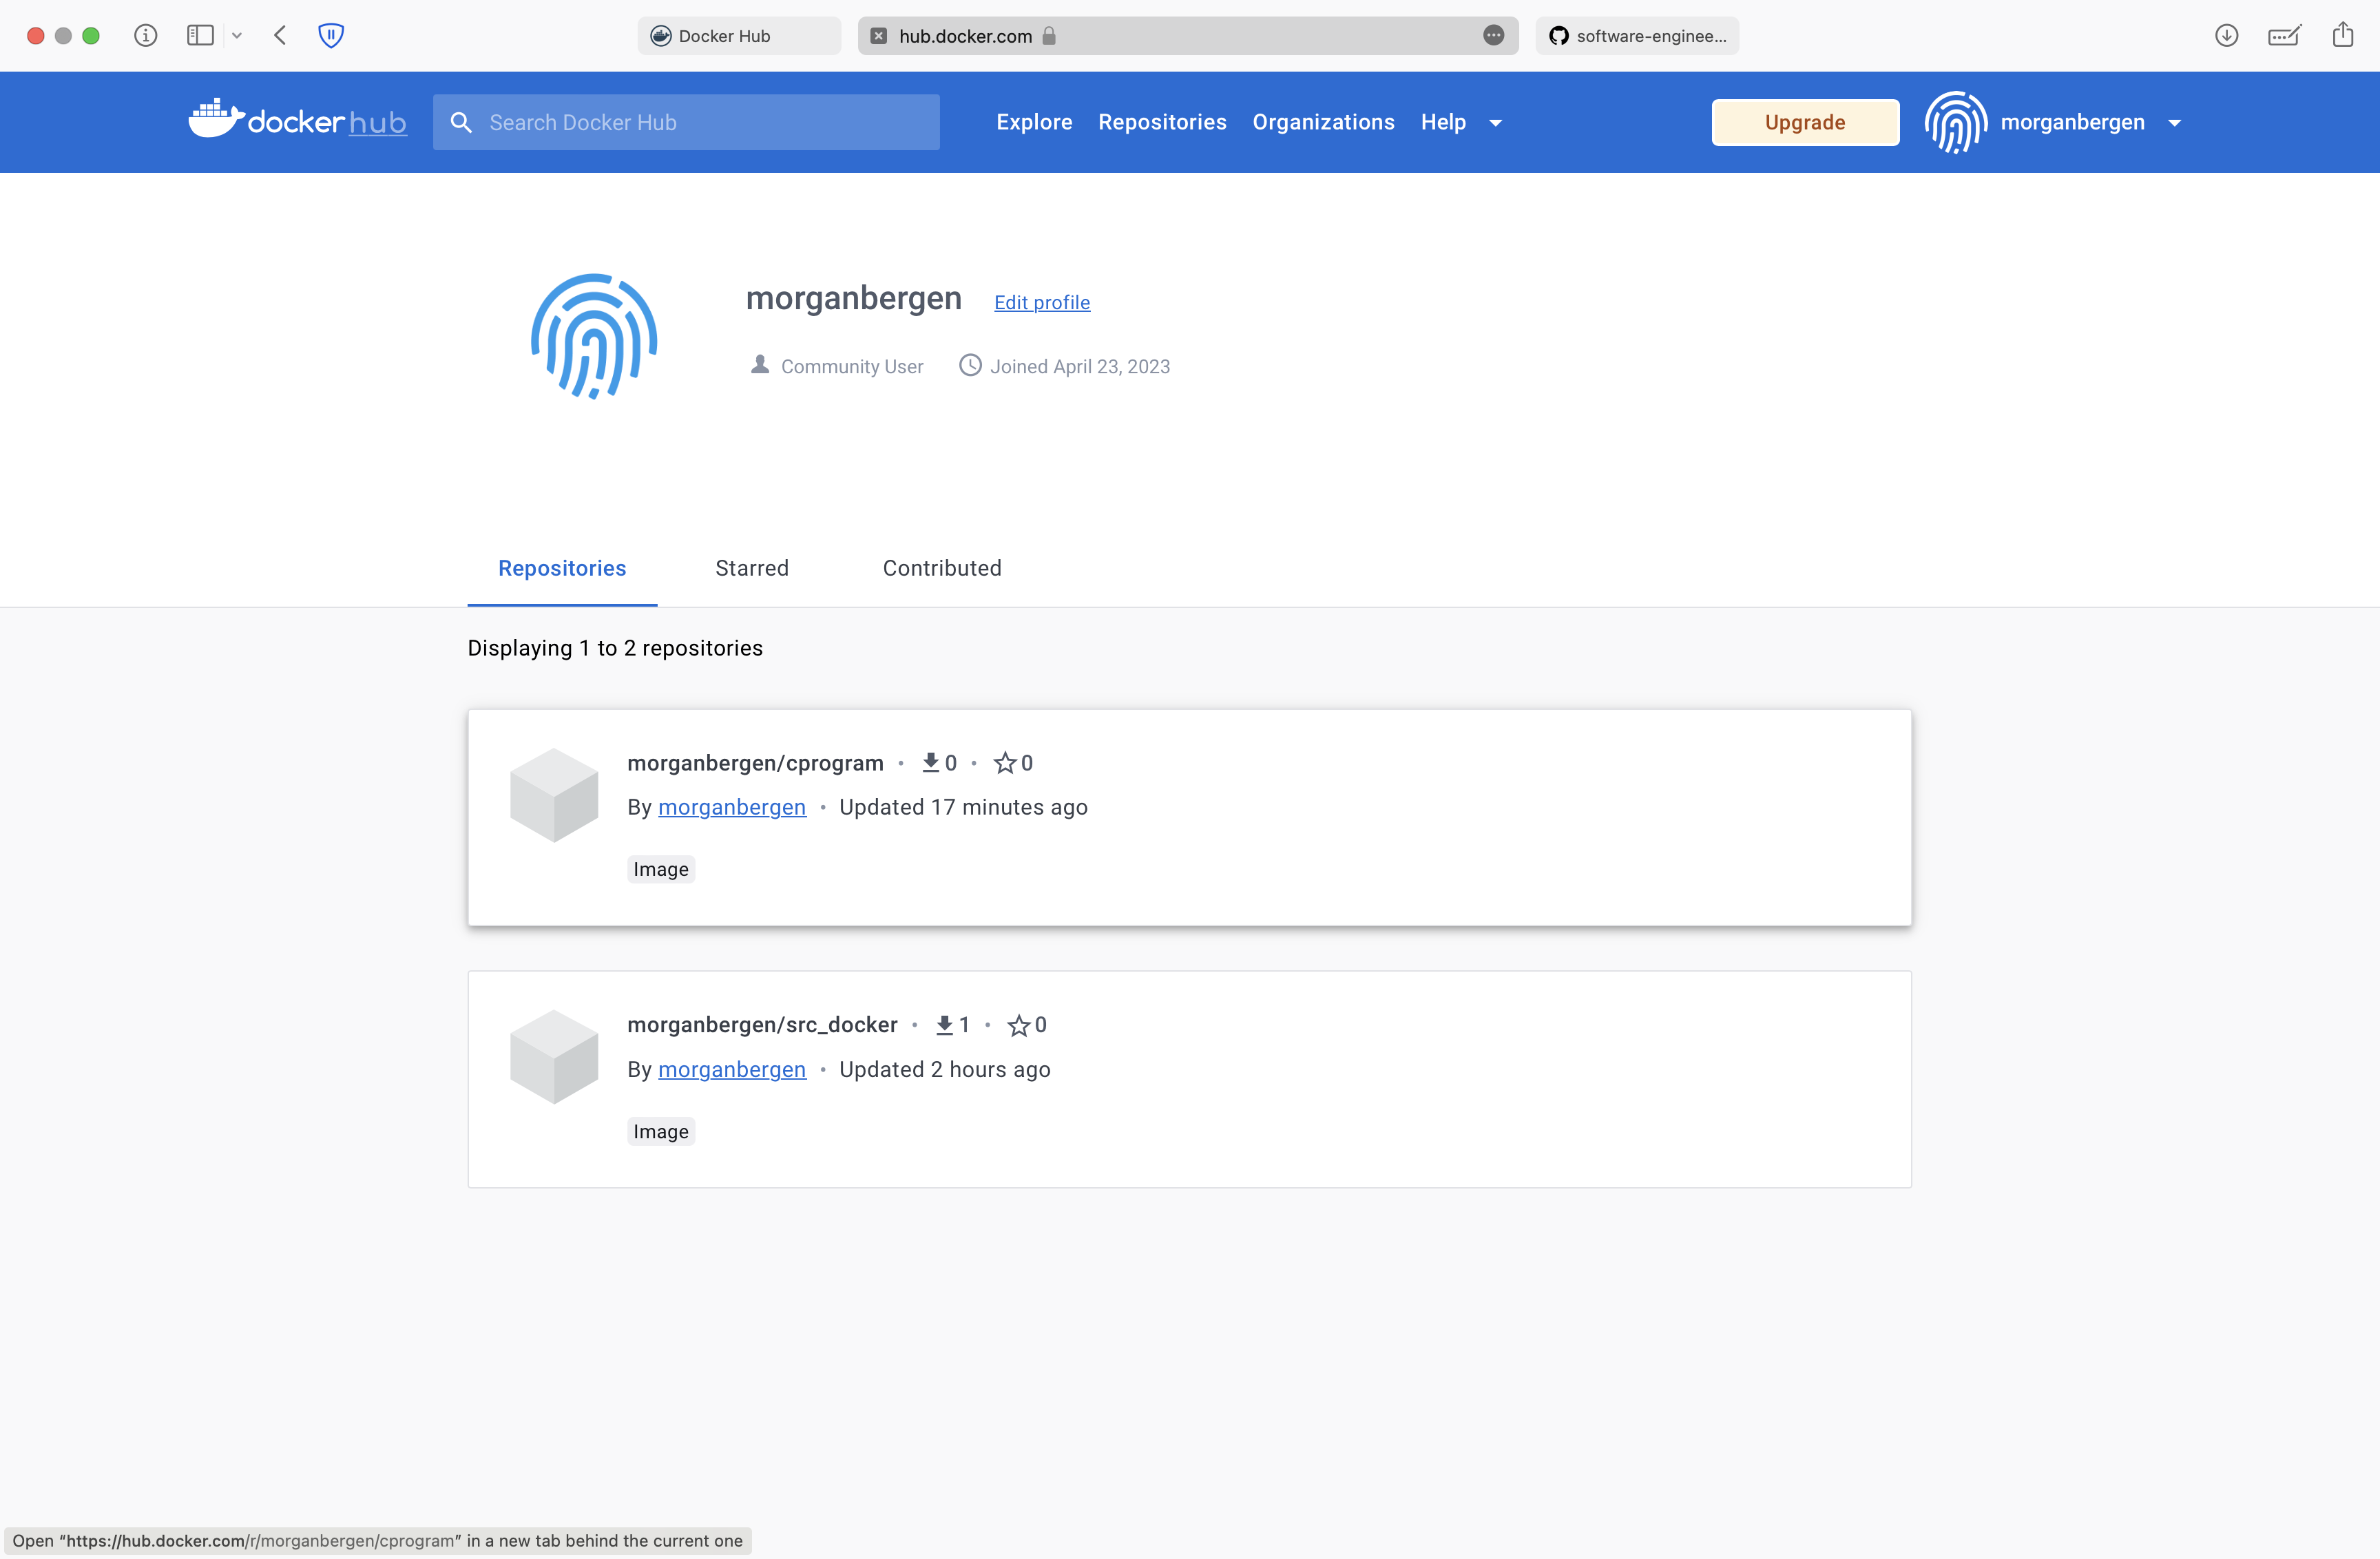 Docker Hub
hub.docker.com
software-enginee...
docker hub
Search Docker Hub
Explore
Repositories
Organizations
Help
Upgrade
morganbergen
morganbergen
Edit profile
Community User
Joined April 23, 2023
Repositories
Starred
Contributed
Displaying 1 to 2 repositories
morganbergen/cprogram • 0 • 0
By morganbergen • Updated 17 minutes ago
Image
morganbergen/src_docker • 1 • 0
By morganbergen • Updated 2 hours ago
Image
Open “https://hub.docker.com/r/morganbergen/cprogram” in a new tab behind the current one